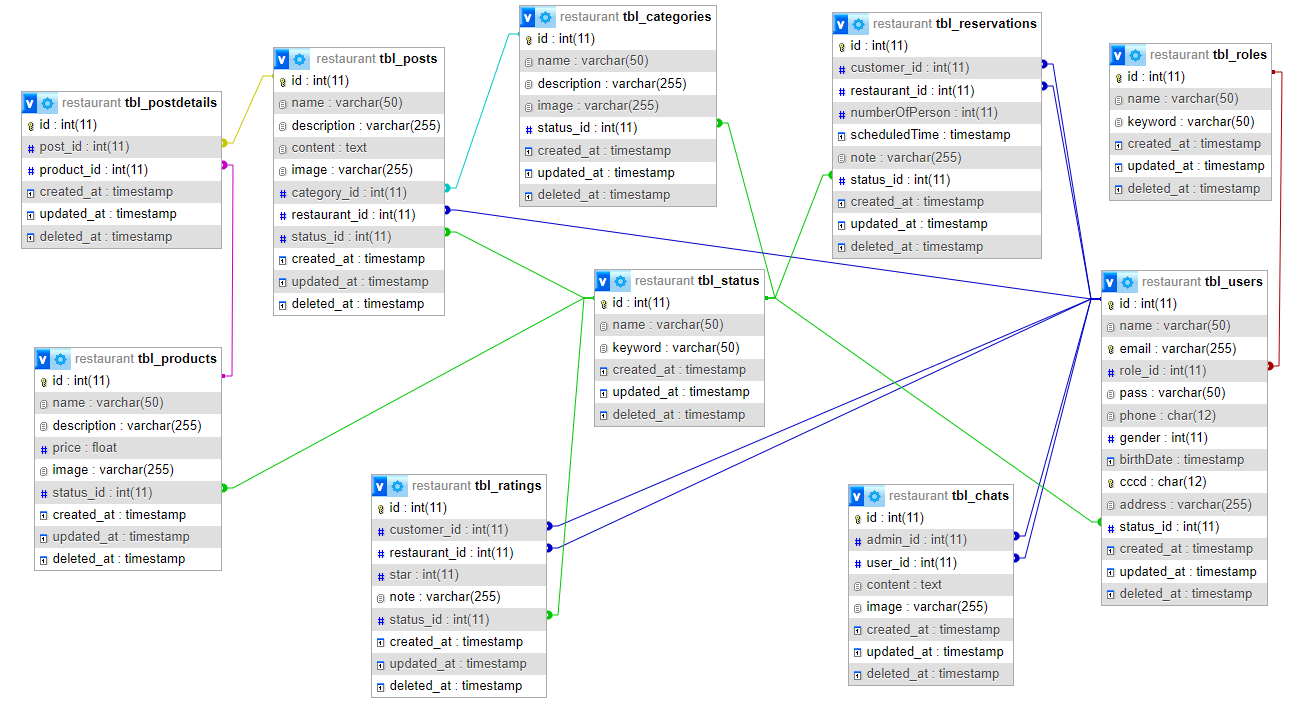 v restaurant tbl_postdetails
id : int(11)
# post_id : int(11)
# product_id : int(11)
created_at : timestamp
updated_at : timestamp
deleted_at : timestamp
v restaurant tbl_posts
id : int(11)
name : varchar(50)
description : varchar(255)
content : text
image : varchar(255)
# category_id : int(11)
# restaurant_id : int(11)
# status_id : int(11)
created_at : timestamp
updated_at : timestamp
deleted_at : timestamp
v restaurant tbl_categories
id : int(11)
name : varchar(50)
description : varchar(255)
image : varchar(255)
# status_id : int(11)
created_at : timestamp
updated_at : timestamp
deleted_at : timestamp
v restaurant tbl_reservations
id : int(11)
# customer_id : int(11)
# restaurant_id : int(11)
# numberOfPerson : int(11)
scheduledTime : timestamp
note : varchar(255)
# status_id : int(11)
created_at : timestamp
updated_at : timestamp
deleted_at : timestamp
v restaurant tbl_roles
id : int(11)
name : varchar(50)
keyword : varchar(50)
created_at : timestamp
updated_at : timestamp
deleted_at : timestamp
v restaurant tbl_products
id : int(11)
name : varchar(50)
description : varchar(255)
# price : float
image : varchar(255)
# status_id : int(11)
created_at : timestamp
updated_at : timestamp
deleted_at : timestamp
v restaurant tbl_status
id : int(11)
name : varchar(50)
keyword : varchar(50)
created_at : timestamp
updated_at : timestamp
deleted_at : timestamp
v restaurant tbl_users
id : int(11)
name : varchar(50)
email : varchar(255)
# role_id : int(11)
pass : varchar(50)
phone : char(12)
# gender : int(11)
birthDate : timestamp
cccd : char(12)
address : varchar(255)
# status_id : int(11)
created_at : timestamp
updated_at : timestamp
deleted_at : timestamp
v restaurant tbl_ratings
id : int(11)
# customer_id : int(11)
# restaurant_id : int(11)
# star : int(11)
note : varchar(255)
# status_id : int(11)
created_at : timestamp
updated_at : timestamp
deleted_at : timestamp
v restaurant tbl_chats
id : int(11)
# admin_id : int(11)
# user_id : int(11)
content : text
image : varchar(255)
created_at : timestamp
updated_at : timestamp
deleted_at : timestamp